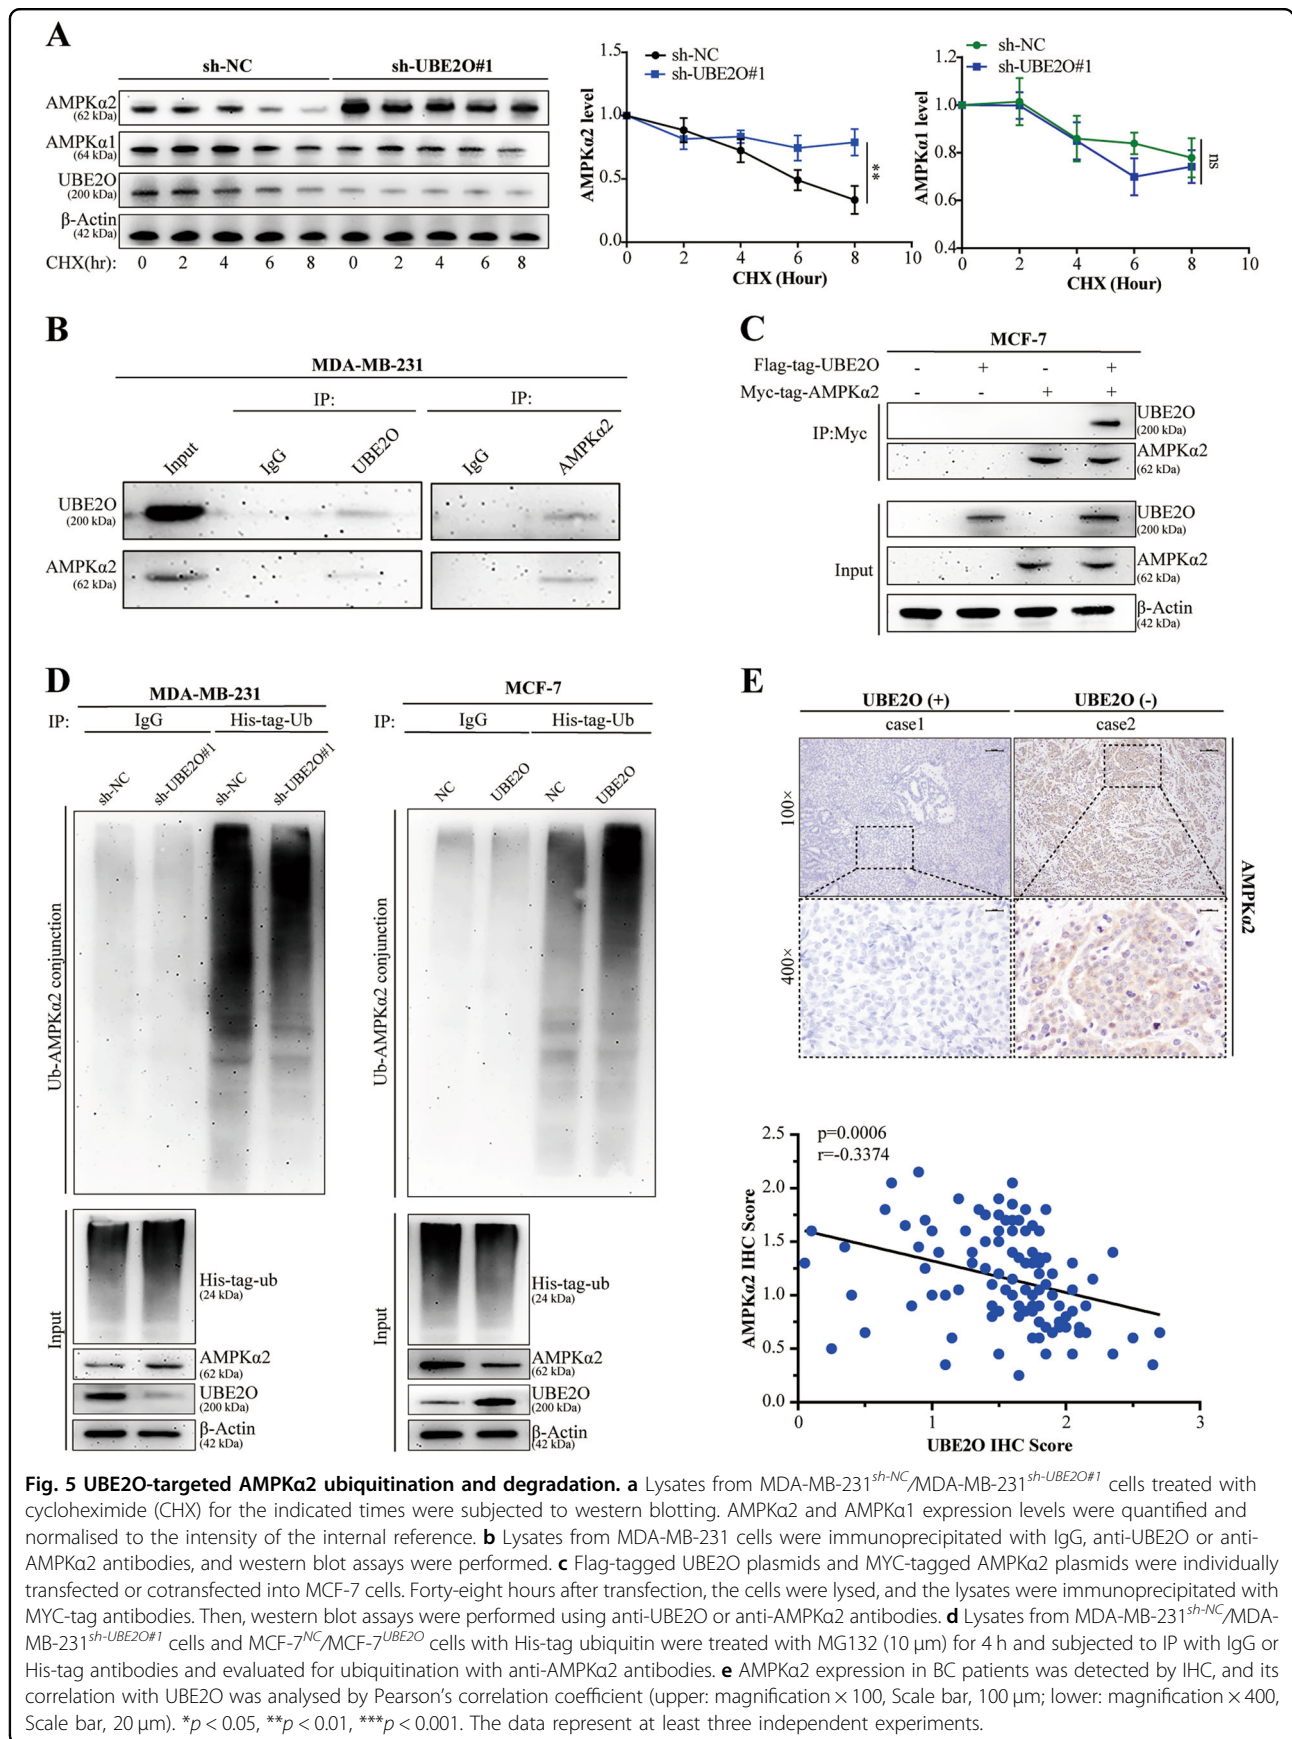 A
sh-NC sh-UBE2O#1
AMPKα2
(62 kDa)
AMPKα1
(64 kDa)
UBE2O
(200 kDa)
β-Actin
(42 kDa)
CHX(hr): 0 2 4 6 8 0 2 4 6 8
sh-NC
sh-UBE2O#1
AMPKα2 level
1.5
1.0
0.5
0.0
0 2 4 6 8 10
CHX (Hour)
**
sh-NC
sh-UBE2O#1
AMPKα1 level
1.2
1.0
0.8
0.6
0.4
0 2 4 6 8 10
CHX (Hour)
ns
B
MDA-MB-231
IP: IP:
Input IgG UBE2O IgG AMPKα2
UBE2O
(200 kDa)
AMPKα2
(62 kDa)
C
MCF-7
Flag-tag-UBE2O - + - +
Myc-tag-AMPKα2 - - + +
IP:Myc
UBE2O
(200 kDa)
AMPKα2
(62 kDa)
Input
UBE2O
(200 kDa)
AMPKα2
(62 kDa)
β-Actin
(42 kDa)
D
MDA-MB-231
IP: IgG His-tag-Ub
sh-NC sh-UBE2O#1 sh-NC sh-UBE2O#1
Ub-AMPKα2 conjunction
Input
His-tag-ub
(24 kDa)
AMPKα2
(62 kDa)
UBE2O
(200 kDa)
β-Actin
(42 kDa)
MCF-7
IP: IgG His-tag-Ub
NC UBE2O NC UBE2O
Ub-AMPKα2 conjunction
Input
His-tag-ub
(24 kDa)
AMPKα2
(62 kDa)
UBE2O
(200 kDa)
β-Actin
(42 kDa)
E
UBE2O (+) UBE2O (-)
case1 case2
100×
400×
AMPKα2
p=0.0006
r=-0.3374
AMPKα2 IHC Score
2.5
2.0
1.5
1.0
0.5
0.0
0 1 2 3
UBE2O IHC Score
Fig. 5 UBE2O-targeted AMPKα2 ubiquitination and degradation. a Lysates from MDA-MB-231sh-NC/MDA-MB-231sh-UBE2O#1 cells treated with
cycloheximide (CHX) for the indicated times were subjected to western blotting. AMPKα2 and AMPKα1 expression levels were quantified and
normalised to the intensity of the internal reference. b Lysates from MDA-MB-231 cells were immunoprecipitated with IgG, anti-UBE2O or anti-
AMPKα2 antibodies, and western blot assays were performed. c Flag-tagged UBE2O plasmids and MYC-tagged AMPKα2 plasmids were individually
transfected or cotransfected into MCF-7 cells. Forty-eight hours after transfection, the cells were lysed, and the lysates were immunoprecipitated with
MYC-tag antibodies. Then, western blot assays were performed using anti-UBE2O or anti-AMPKα2 antibodies. d Lysates from MDA-MB-231sh-NC/MDA-
MB-231sh-UBE2O#1 cells and MCF-7NC/MCF-7UBE2O cells with His-tag ubiquitin were treated with MG132 (10 μm) for 4 h and subjected to IP with IgG or
His-tag antibodies and evaluated for ubiquitination with anti-AMPKα2 antibodies. e AMPKα2 expression in BC patients was detected by IHC, and its
correlation with UBE2O was analysed by Pearson's correlation coefficient (upper: magnification × 100, Scale bar, 100 μm; lower: magnification × 400,
Scale bar, 20 μm). *p < 0.05, **p < 0.01, ***p < 0.001. The data represent at least three independent experiments.